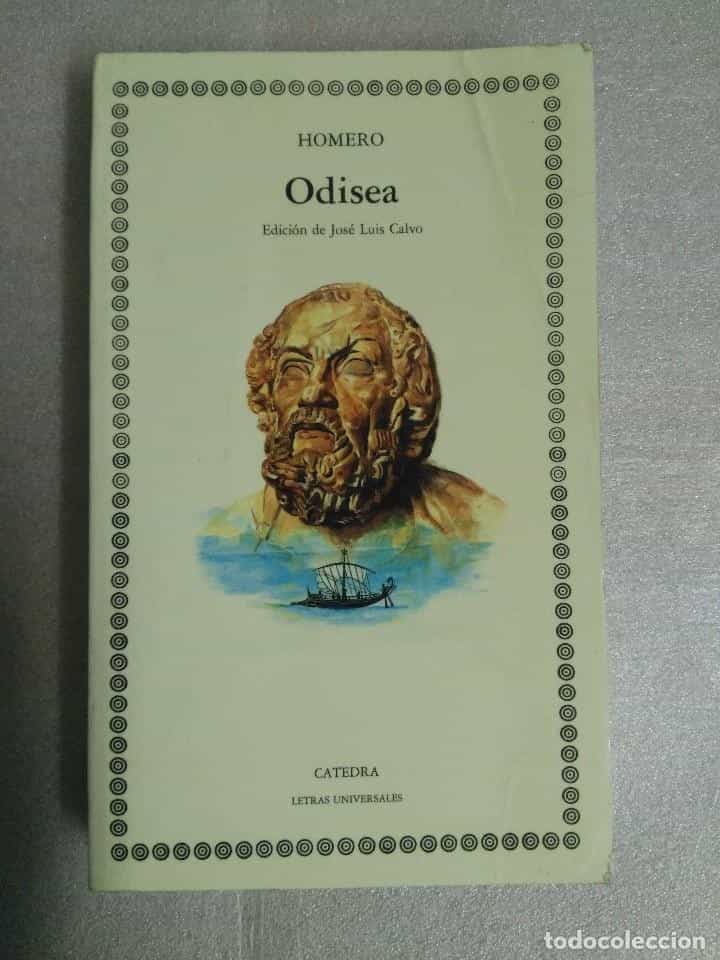 HOMERO
Odisea
Edición de José Luis Calvo
CATEDRA
LETRAS UNIVERSALES
todocoleccion